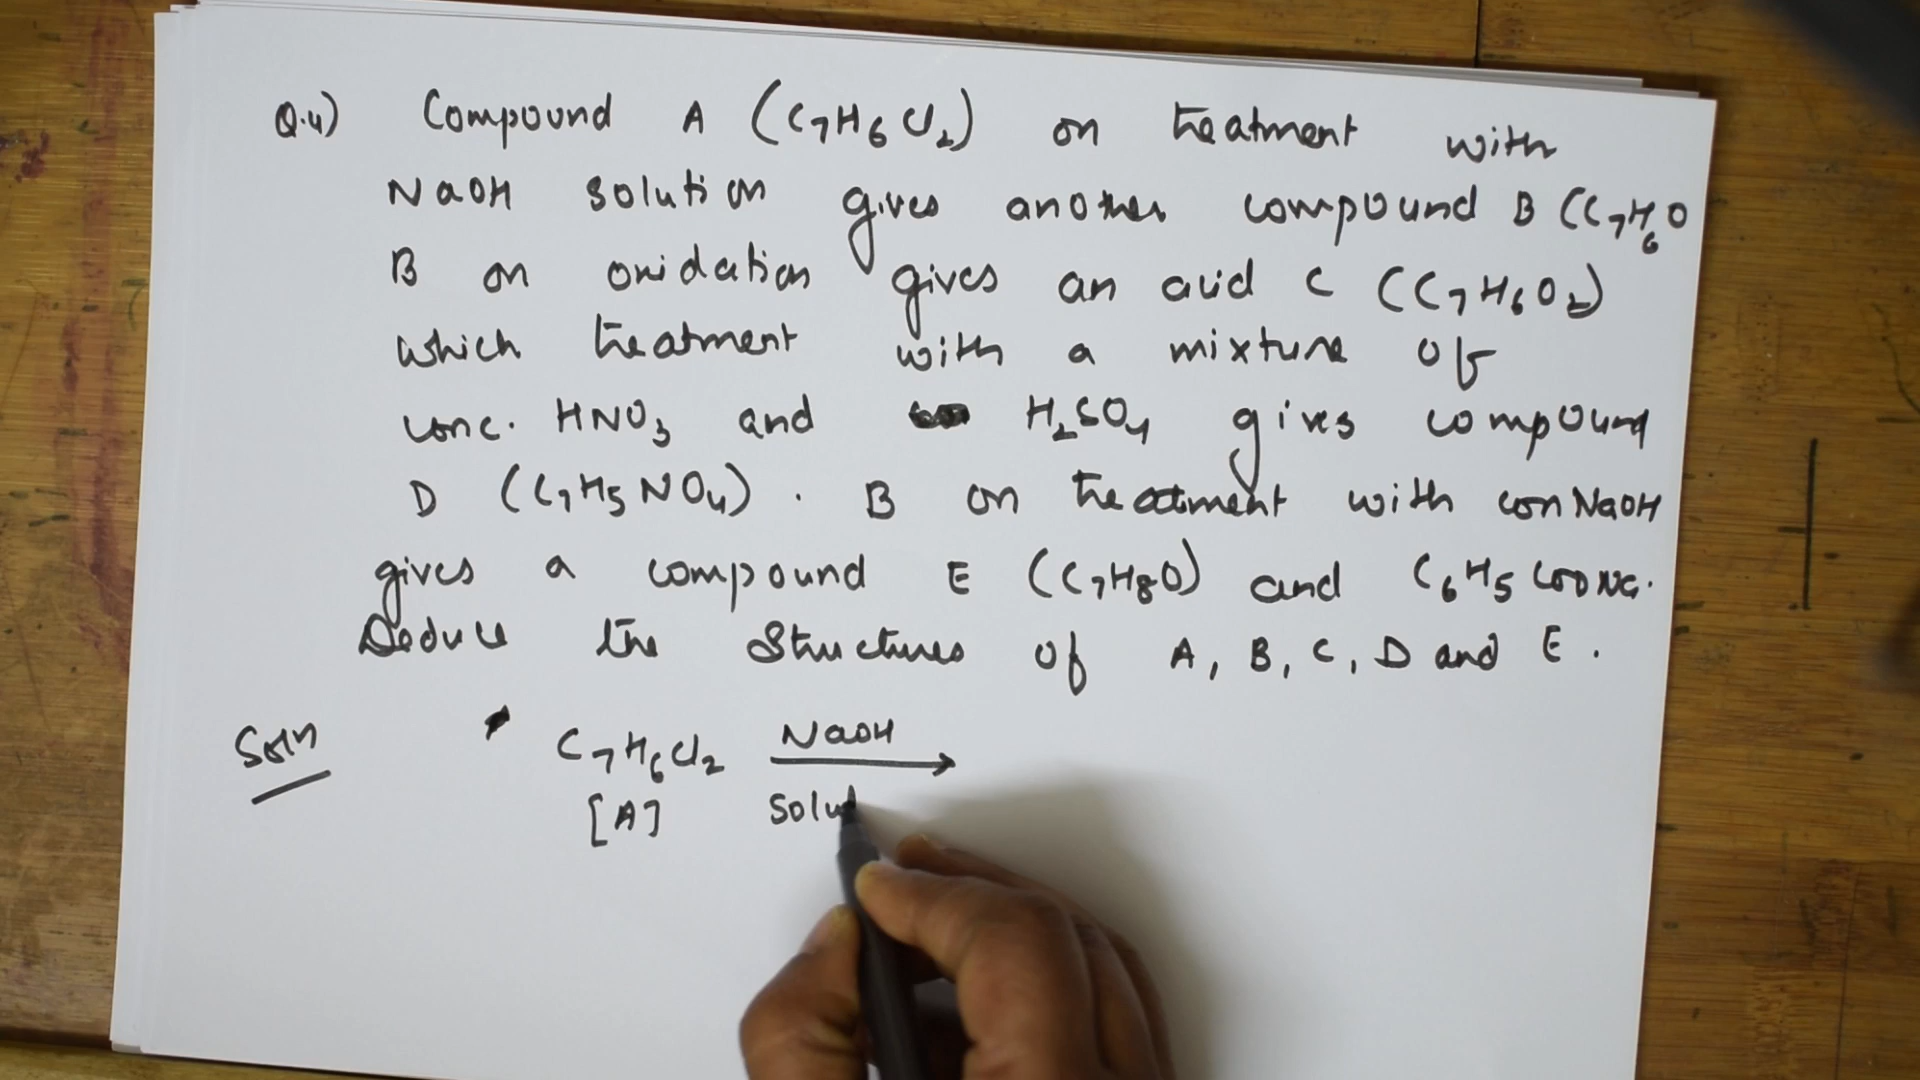 Q.4) Compound A (C7H6Cl2) on treatment with
NaOH solution gives another compound B (C7H6O
B on oxidation gives an acid C (C7H6O2)
which treatment with a mixture of
conc. HNO3 and H2SO4 gives compound
D (C7H5NO4). B on treatment with con NaOH
gives a compound E (C7H8O) and C6H5COONa.
Deduce the structures of A, B, C, D and E.
Soln C7H6Cl2 NaOH
[A] Solut